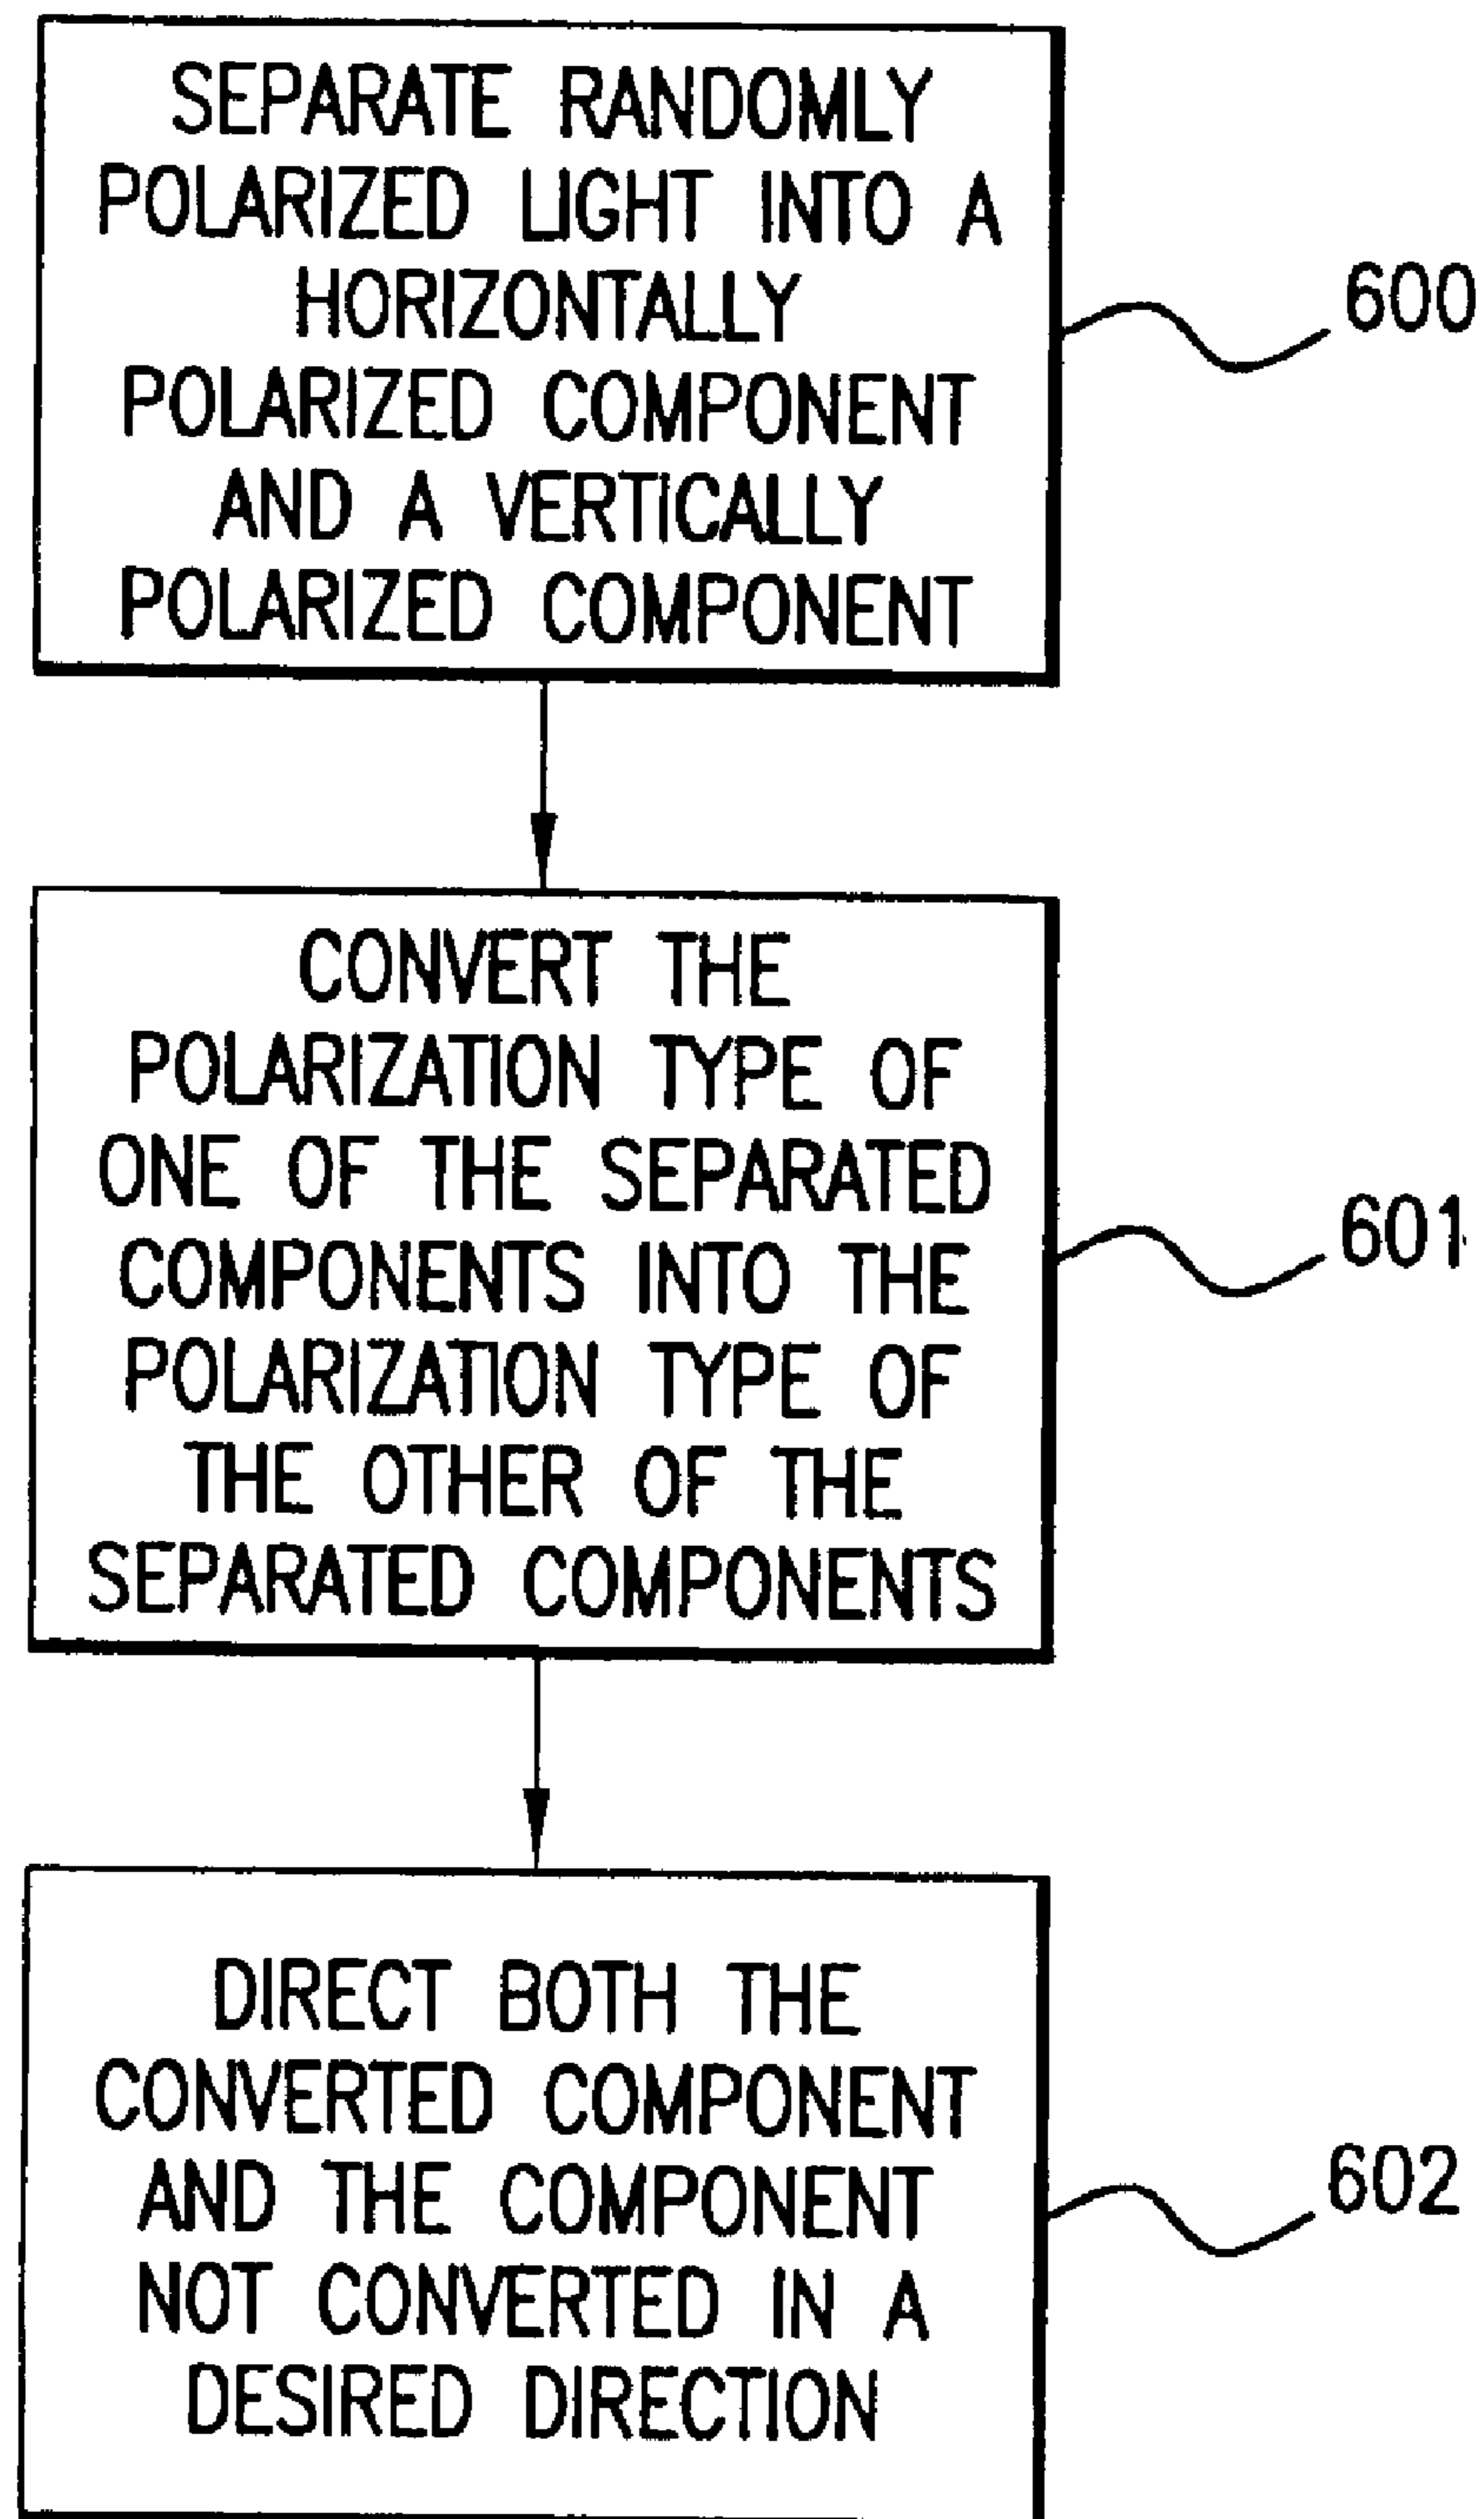 SEPARATE RANDOMLY
POLARIZED LIGHT INTO A
HORIZONTALLY
POLARIZED COMPONENT
AND A VERTICALLY
POLARIZED COMPONENT
600
CONVERT THE
POLARIZATION TYPE OF
ONE OF THE SEPARATED
COMPONENTS INTO THE
POLARIZATION TYPE OF
THE OTHER OF THE
SEPARATED COMPONENTS
601
DIRECT BOTH THE
CONVERTED COMPONENT
AND THE COMPONENT
NOT CONVERTED IN A
DESIRED DIRECTION
602